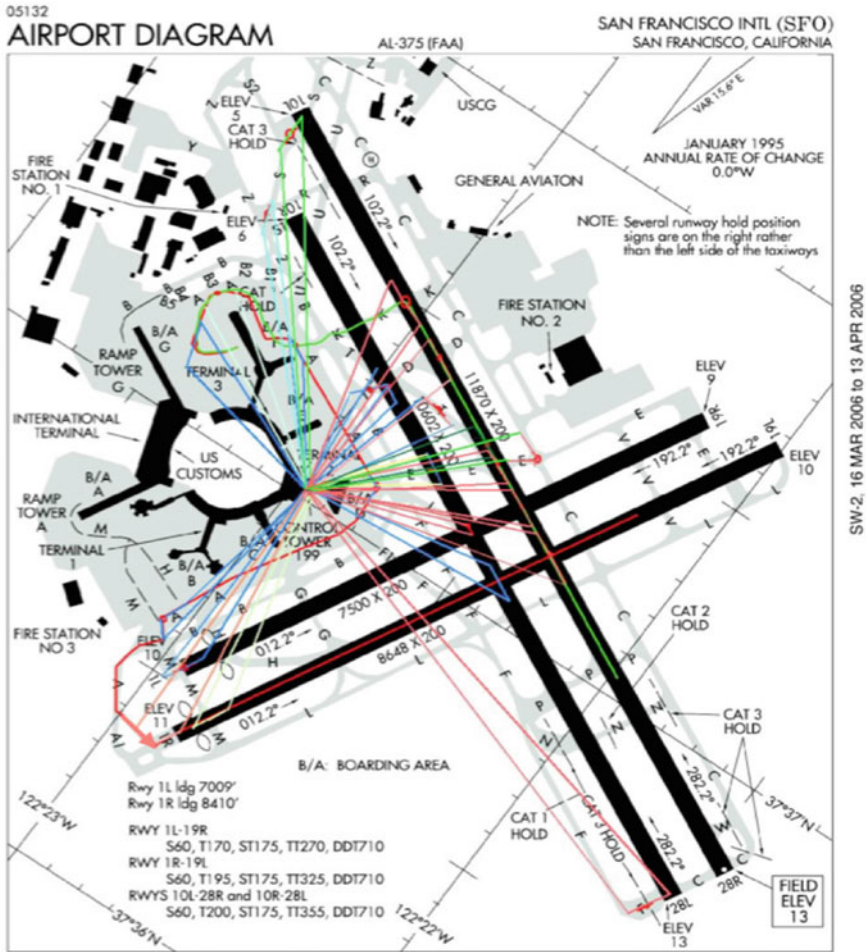 05132
AIRPORT DIAGRAM
AL-375 (FAA)
SAN FRANCISCO INTL (SFO)
SAN FRANCISCO, CALIFORNIA
VAR 15.6° E
JANUARY 1995
ANNUAL RATE OF CHANGE
0.0°W
USCG
ELEV
5
CAT 3
HOLD
FIRE
STATION
NO. 1
GENERAL AVIATON
NOTE: Several runway hold position
signs are on the right rather
than the left side of the taxiways
ELEV
6
102.2°
102.2°
FIRE STATION
NO. 2
RAMP
TOWER
G
B/A
G
TERMINAL
3
ELEV
9
INTERNATIONAL
TERMINAL
US
CUSTOMS
11870 X 200
10602 X 200
19R
19L
192.2°
192.2°
ELEV
10
RAMP
TOWER
A
B/A
A
TERMINAL
1
B/A
B
B/A
C
CONTROL
TOWER
199
FIRE STATION
NO 3
7500 X 200
8648 X 200
012.2°
012.2°
ELEV
10
ELEV
11
CAT 2
HOLD
CAT 3
HOLD
B/A: BOARDING AREA
CAT 1
HOLD
CAT 3 HOLD
282.2°
282.2°
28L
28R
ELEV
13
FIELD
ELEV
13
Rwy 1L ldg 7009'
Rwy 1R ldg 8410'
RWY 1L-19R
S60, T170, ST175, TT270, DDT710
RWY 1R-19L
S60, T195, ST175, TT325, DDT710
RWYS 10L-28R and 10R-28L
S60, T200, ST175, TT355, DDT710
122°23'W
122°22'W
37°37'N
37°36'N
SW-2, 16 MAR 2006 to 13 APR 2006